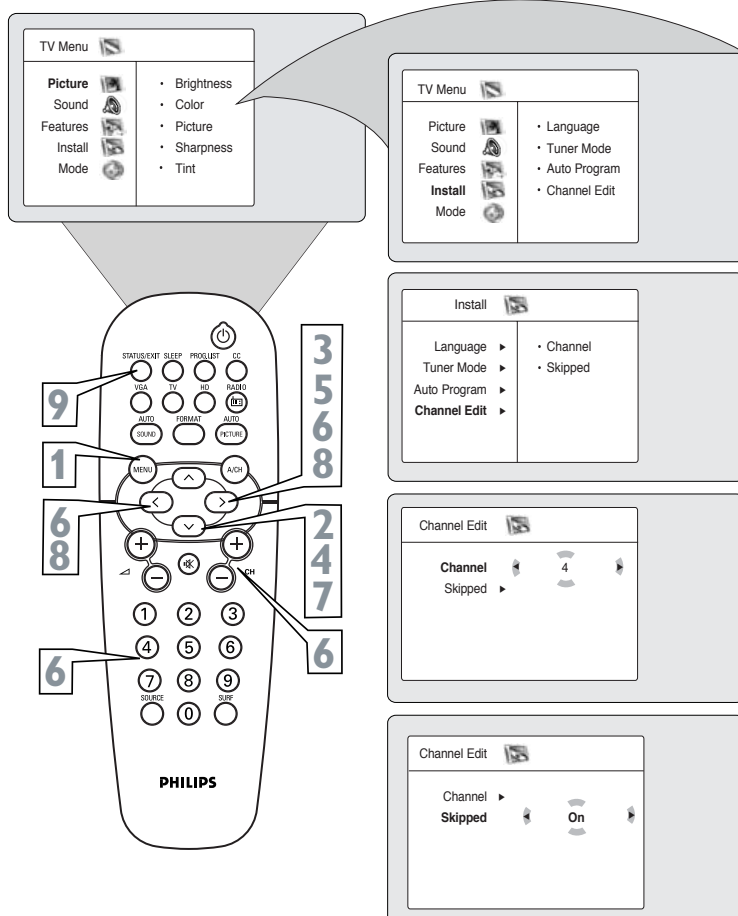 TV Menu
Picture
Sound
Features
Install
Mode
• Brightness
• Color
• Picture
• Sharpness
• Tint
TV Menu
Picture
Sound
Features
Install
Mode
• Language
• Tuner Mode
• Auto Program
• Channel Edit
Install
Language
Tuner Mode
Auto Program
Channel Edit
• Channel
• Skipped
Channel Edit
Channel 4
Skipped
Channel Edit
Channel
Skipped On
STATUS/EXIT SLEEP PROG.LIST CC
VGA TV HD RADIO
AUTO FORMAT AUTO
SOUND PICTURE
MENU A/CH
CH
1 2 3
4 5 6
7 8 9
SOURCE SURF
0
PHILIPS
9
1
6
8
6
3
5
6
8
2
4
7
6